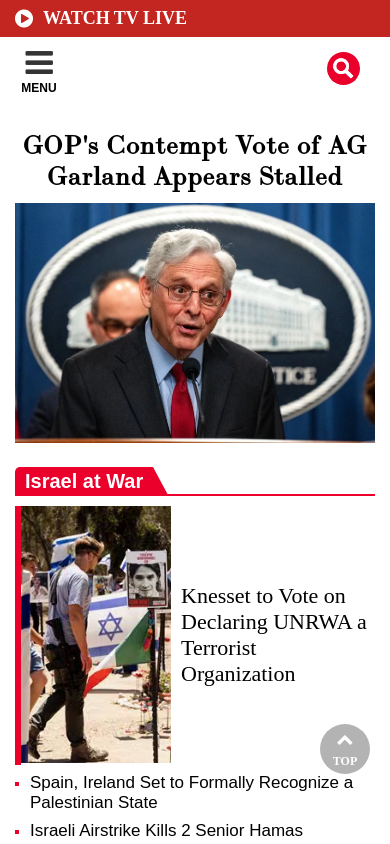 WATCH TV LIVE
MENU
GOP's Contempt Vote of AG
Garland Appears Stalled
TICE
Israel at War
Knesset to Vote on
Declaring UNRWA a
Terrorist
Organization
TOP
Spain, Ireland Set to Formally Recognize a
Palestinian State
Israeli Airstrike Kills 2 Senior Hamas